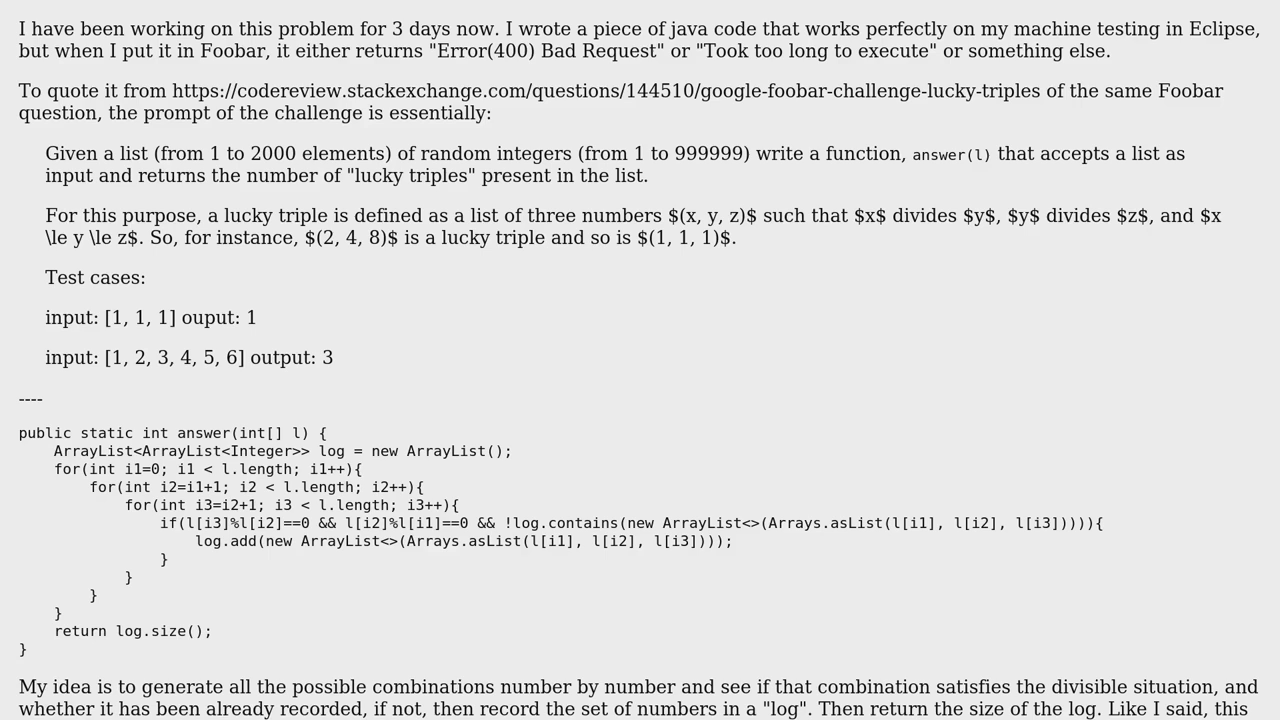 I have been working on this problem for 3 days now. I wrote a piece of java code that works perfectly on my machine testing in Eclipse,
but when I put it in Foobar, it either returns "Error(400) Bad Request" or "Took too long to execute" or something else.
To quote it from https://codereview.stackexchange.com/questions/144510/google-foobar-challenge-lucky-triples of the same Foobar
question, the prompt of the challenge is essentially:
Given a list (from 1 to 2000 elements) of random integers (from 1 to 999999) write a function, answer(l) that accepts a list as
input and returns the number of "lucky triples" present in the list.
For this purpose, a lucky triple is defined as a list of three numbers $(x, y, z)$ such that $x$ divides $y$, $y$ divides $z$, and $x
\le y \le z$. So, for instance, $(2, 4, 8)$ is a lucky triple and so is $(1, 1, 1)$.
Test cases:
input: [1, 1, 1] ouput: 1
input: [1, 2, 3, 4, 5, 6] output: 3
----
public static int answer(int[] l) {
    ArrayList<ArrayList<Integer>> log = new ArrayList();
    for(int i1=0; i1 < l.length; i1++){
        for(int i2=i1+1; i2 < l.length; i2++){
            for(int i3=i2+1; i3 < l.length; i3++){
                if(l[i3]%l[i2]==0 && l[i2]%l[i1]==0 && !log.contains(new ArrayList<>(Arrays.asList(l[i1], l[i2], l[i3])))){
                    log.add(new ArrayList<>(Arrays.asList(l[i1], l[i2], l[i3])));
                }
            }
        }
    }
    return log.size();
}
My idea is to generate all the possible combinations number by number and see if that combination satisfies the divisible situation, and
whether it has been already recorded, if not, then record the set of numbers in a "log". Then return the size of the log. Like I said, this